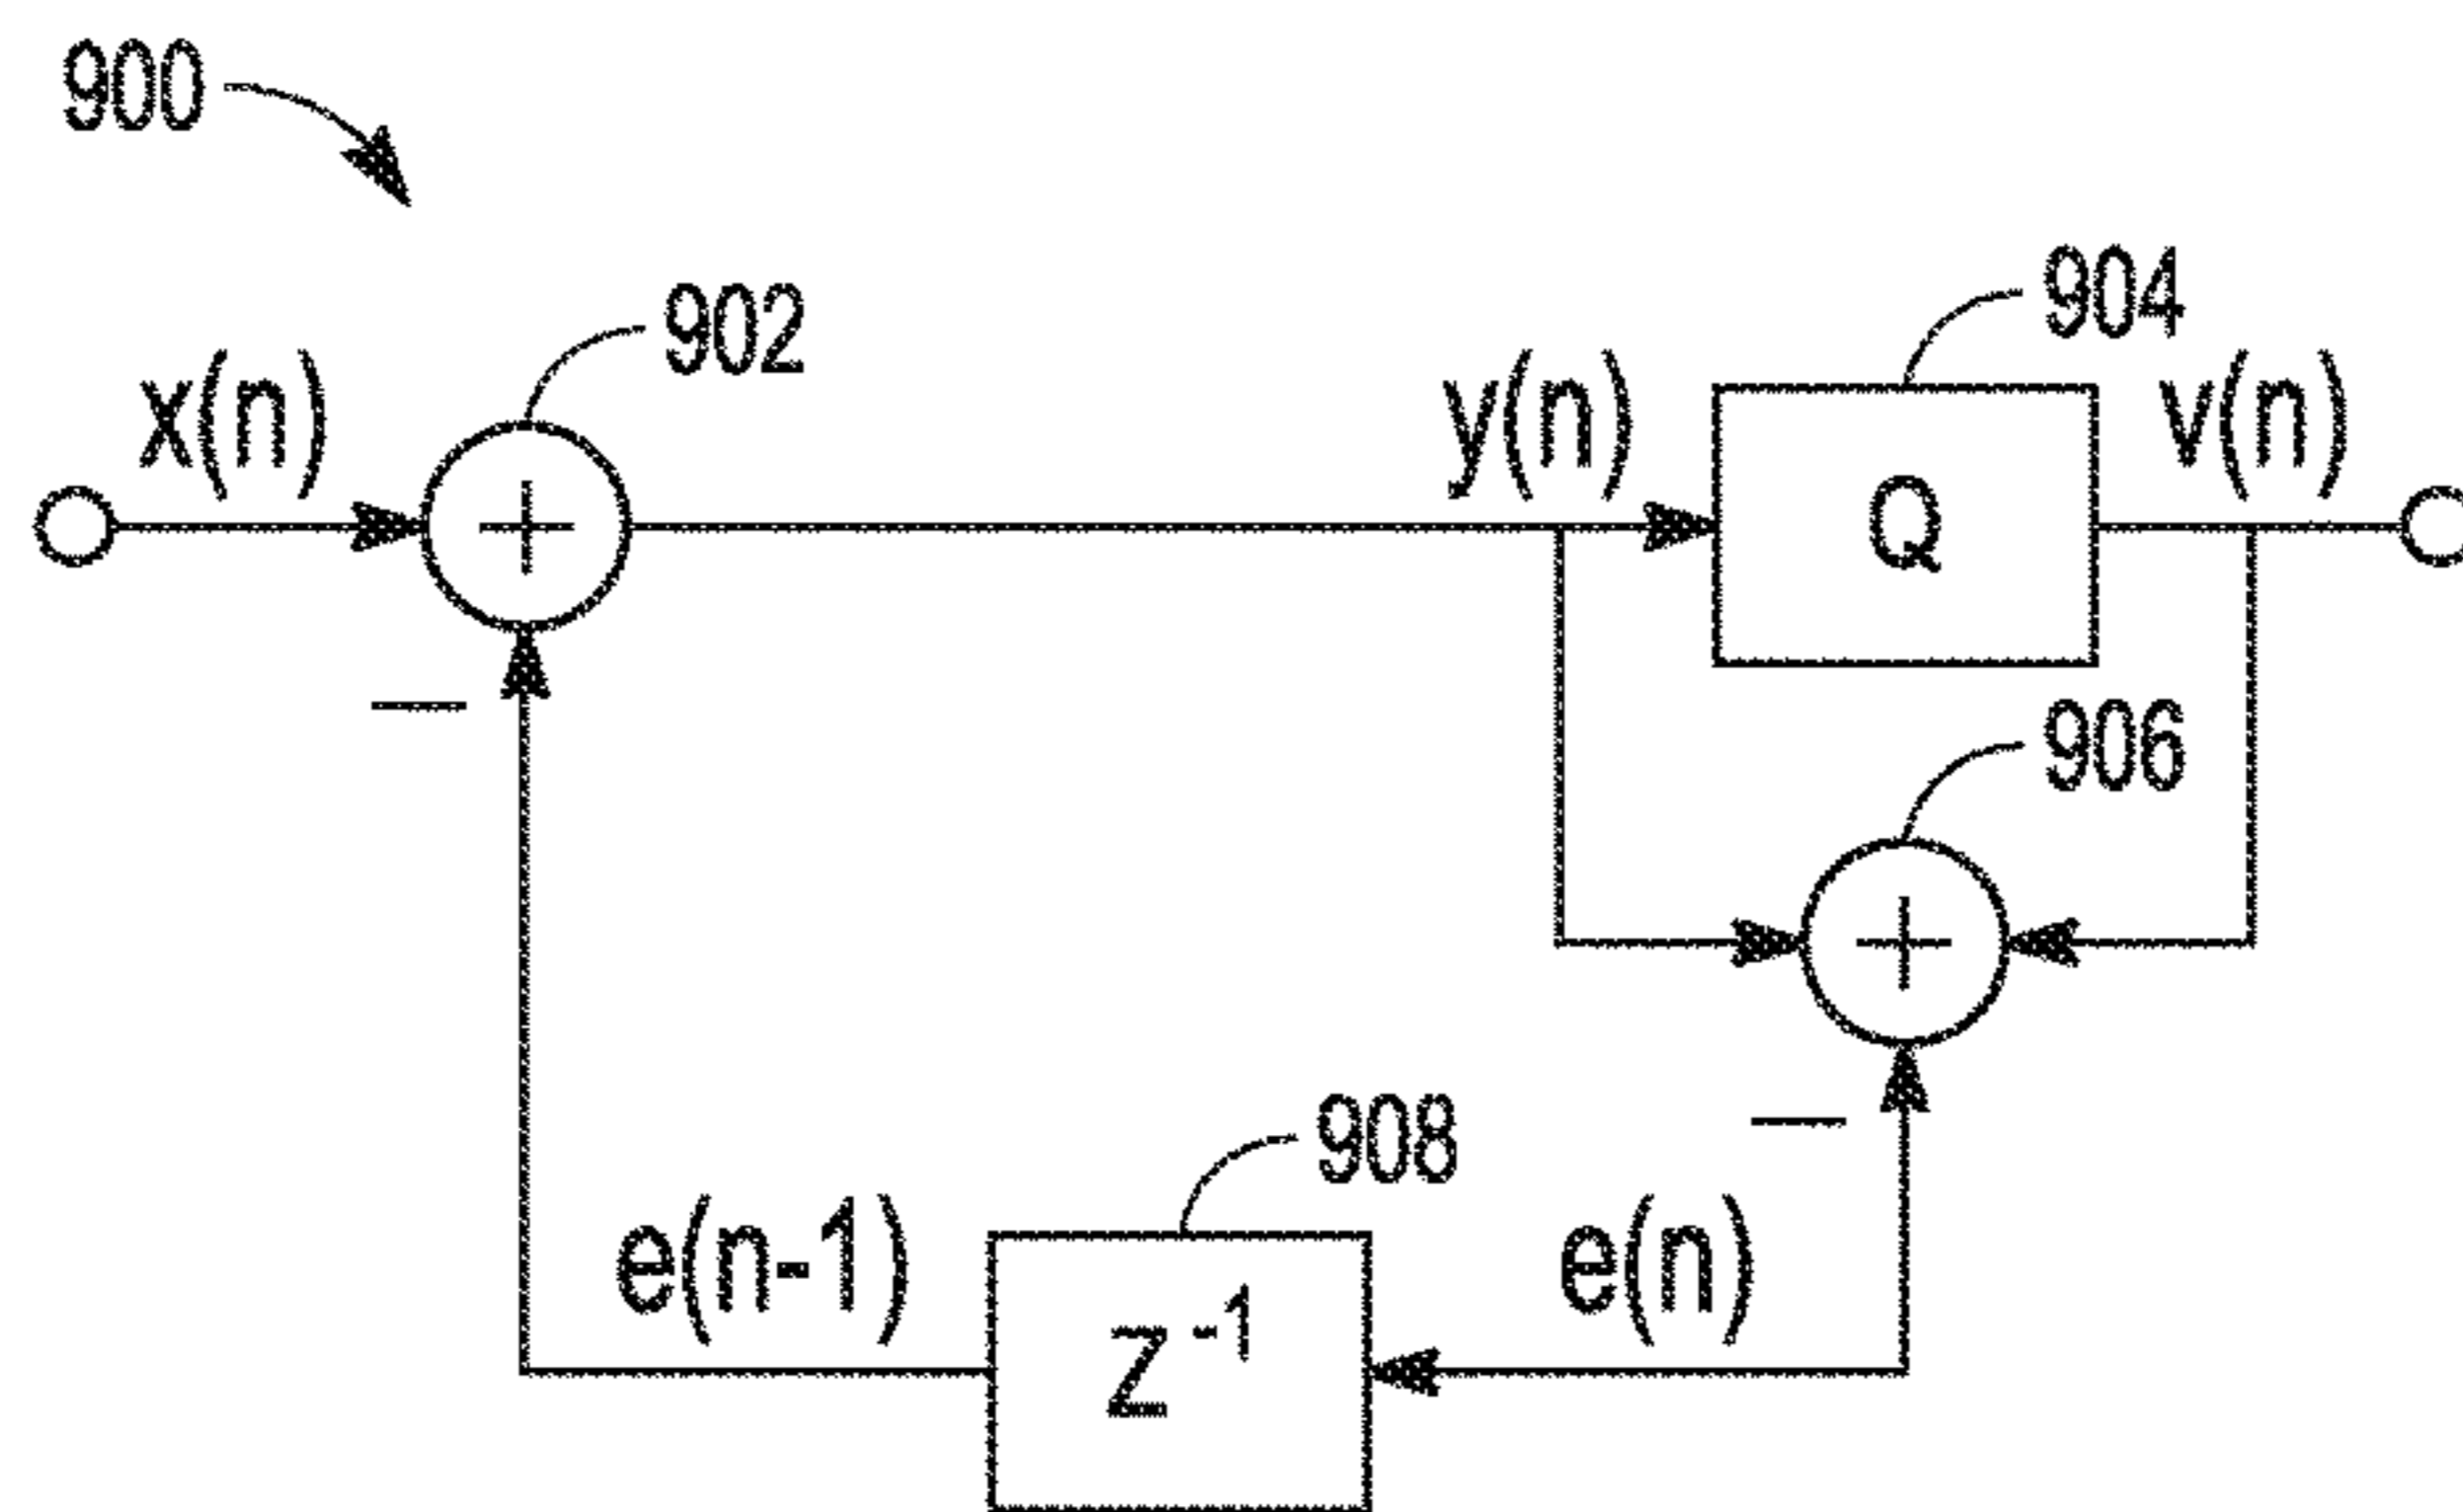 900
902
904
x(n)
y(n)
v(n)
+
Q
−
906
+
908
−
e(n-1)
e(n)
Z⁻¹